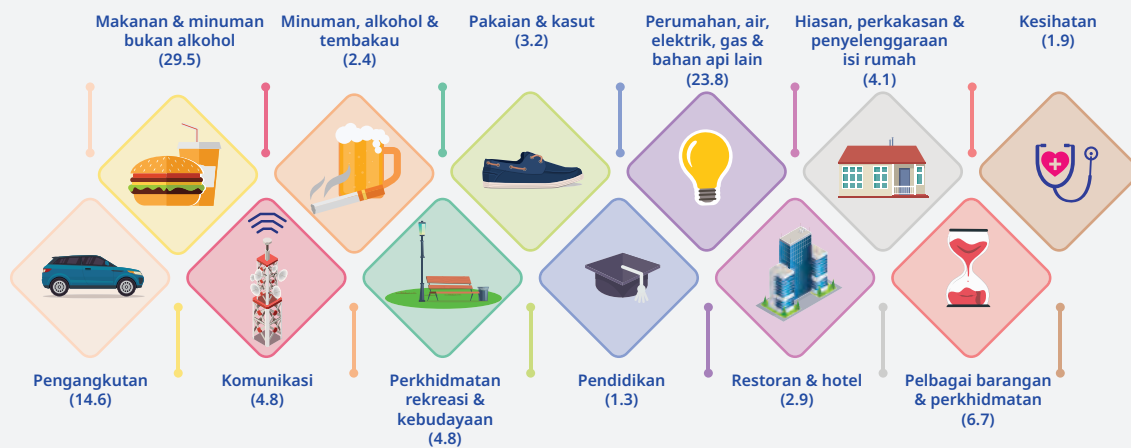 Makanan & minuman
bukan alkohol
(29.5)
Minuman, alkohol &
tembakau
(2.4)
Pakaian & kasut
(3.2)
Perumahan, air,
elektrik, gas &
bahan api lain
(23.8)
Hiasan, perkakasan &
penyelenggaraan
isi rumah
(4.1)
Kesihatan
(1.9)
Pengangkutan
(14.6)
Komunikasi
(4.8)
Perkhidmatan
rekreasi &
kebudayaan
(4.8)
Pendidikan
(1.3)
Restoran & hotel
(2.9)
Pelbagai barangan
& perkhidmatan
(6.7)